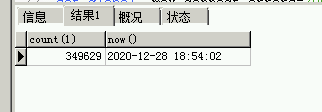 信息 结果1 概况 状态
count(1) now()
349629 2020-12-28 18:54:02